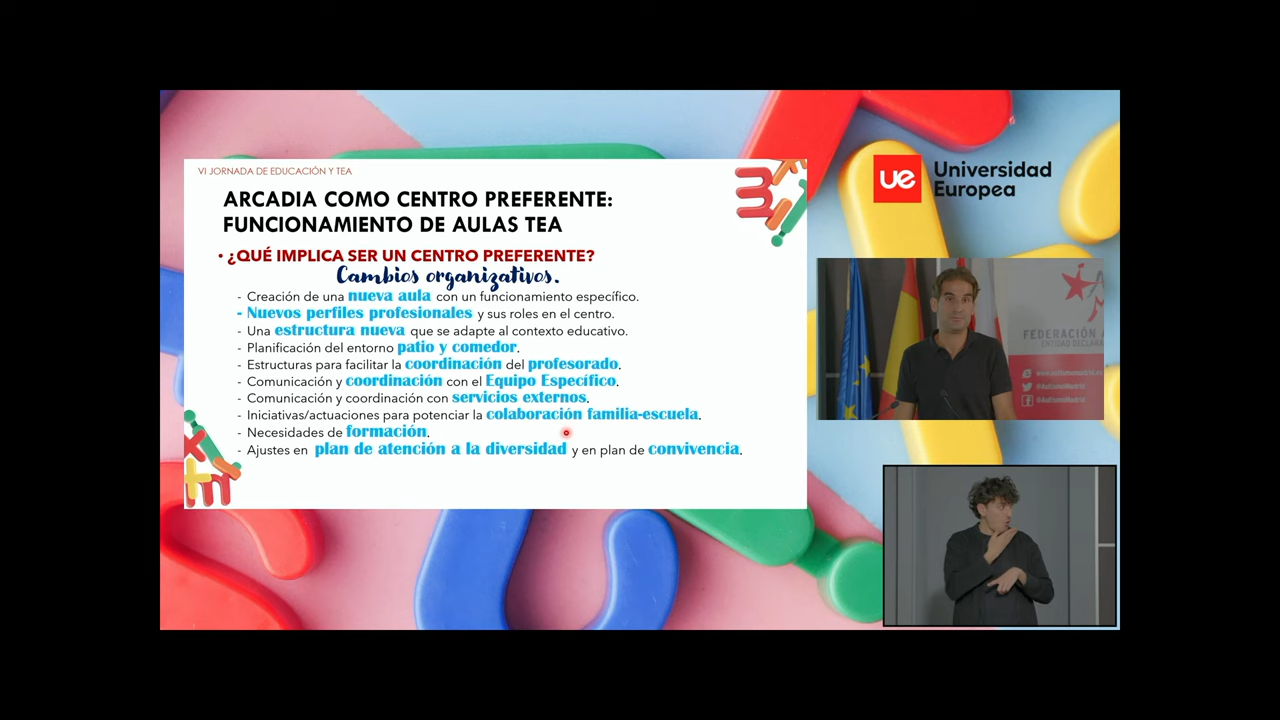 VI JORNADA DE EDUCACIÓN Y TEA
ARCADIA COMO CENTRO PREFERENTE:
FUNCIONAMIENTO DE AULAS TEA
• ¿QUÉ IMPLICA SER UN CENTRO PREFERENTE?
Cambios organizativos.
- Creación de una nueva aula con un funcionamiento específico.
- Nuevos perfiles profesionales y sus roles en el centro.
- Una estructura nueva que se adapte al contexto educativo.
- Planificación del entorno patio y comedor.
- Estructuras para facilitar la coordinación del profesorado.
- Comunicación y coordinación con el Equipo Específico.
- Comunicación y coordinación con servicios externos.
- Iniciativas/actuaciones para potenciar la colaboración familia-escuela.
- Necesidades de formación.
- Ajustes en plan de atención a la diversidad y en plan de convivencia.
ue Universidad
Europea
FEDERACIÓN
ENTIDAD DECLARA
@AutismoMadrid
@AutismoMadrid